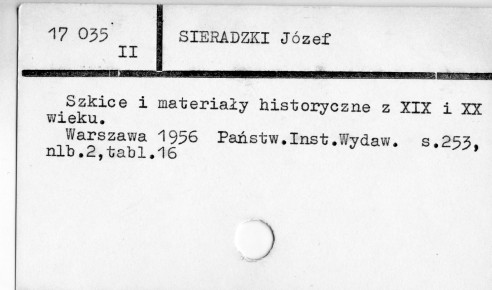 17 035 SIERADZKI Józef
II
Szkice i materiały historyczne z XIX i XX
wieku.
Warszawa 1956 Państw.Inst.Wydaw. s.253,
nlb.2,tabl.16